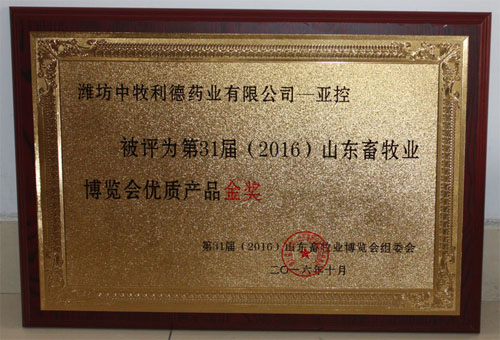 潍坊中牧利德药业有限公司—亚控
被评为第31届（2016）山东畜牧业
博览会优质产品金奖
第31届（2016）山东畜牧业博览会组委会
二〇一六年十月